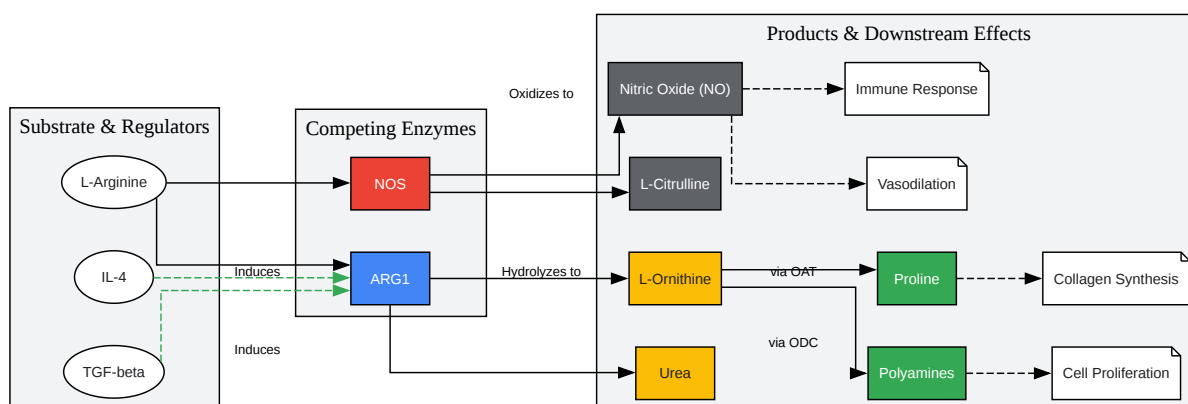 Products & Downstream Effects
Nitric Oxide (NO)
Immune Response
Oxidizes to
Substrate & Regulators
Competing Enzymes
L-Arginine
NOS
L-Citrulline
Vasodilation
IL-4
Induces
ARG1
Hydrolyzes to
L-Ornithine
via OAT
Proline
Collagen Synthesis
Induces
via ODC
TGF-beta
Urea
Polyamines
Cell Proliferation